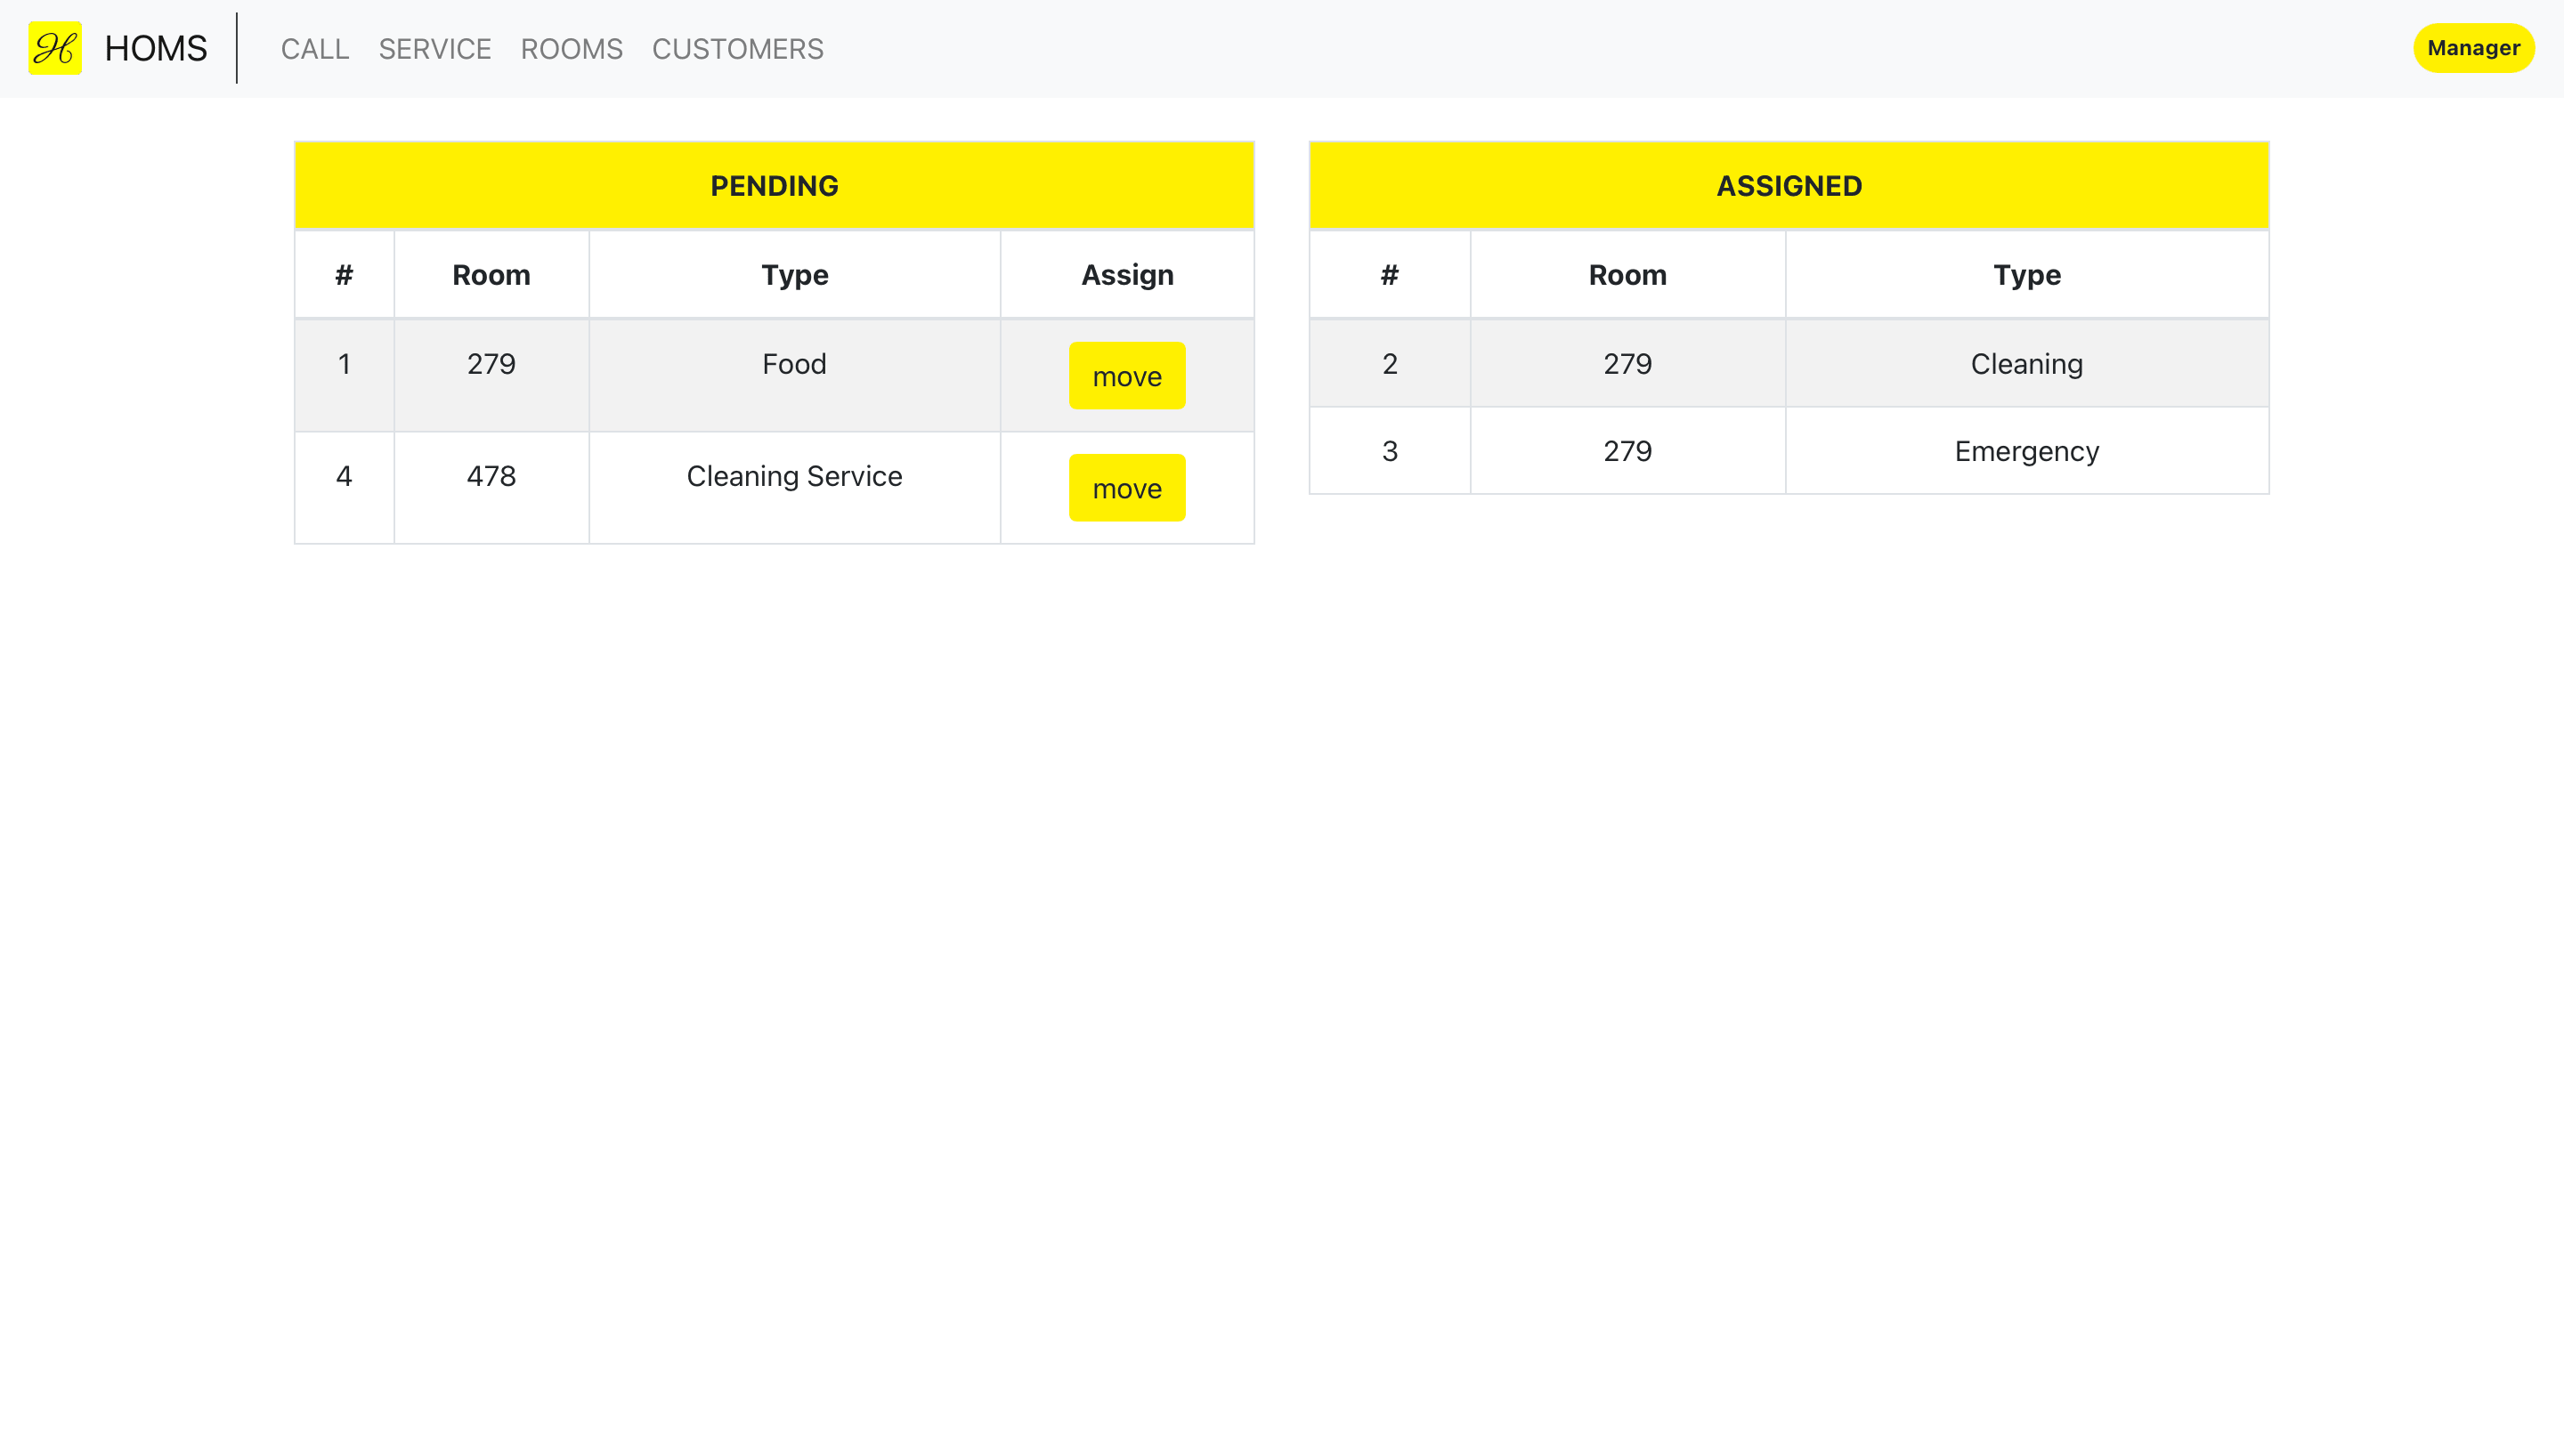 H HOMS CALL SERVICE ROOMS CUSTOMERS Manager
PENDING
# Room Type Assign
1 279 Food move
4 478 Cleaning Service move
ASSIGNED
# Room Type
2 279 Cleaning
3 279 Emergency